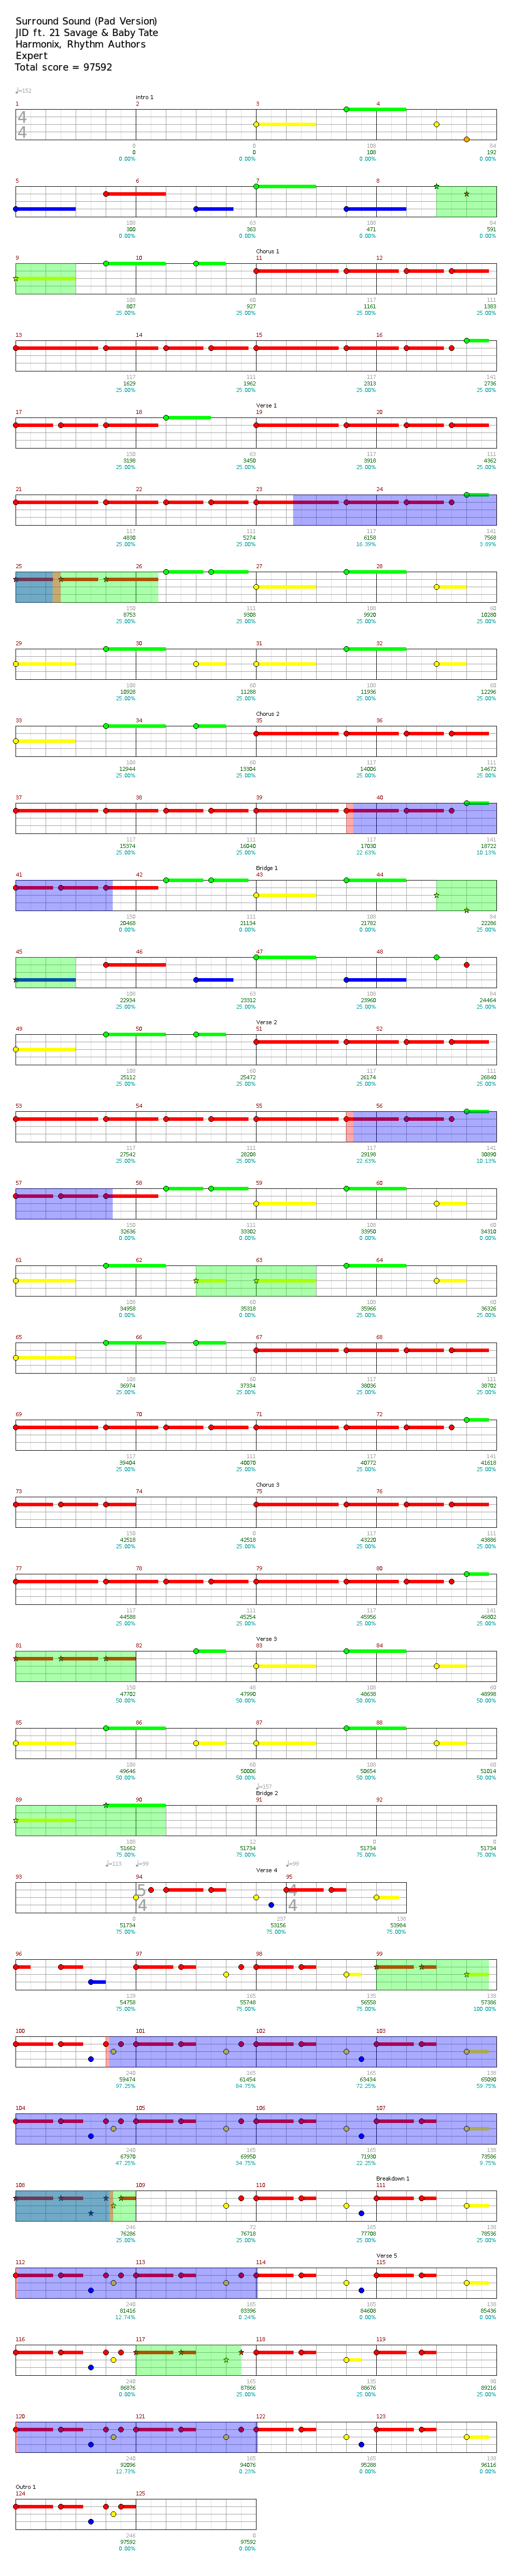 Surround Sound (Pad Version)
JID ft. 21 Savage & Baby Tate
Harmonix, Rhythm Authors
Expert
Total score = 97592
♩=152
intro 1
1 2 3 4
4
4
0 0 108 64
0 0 108 192
0.00% 0.00% 0.00% 0.00%
5 6 7 8
108 63 108 84
300 363 471 591
0.00% 0.00% 0.00% 0.00%
Chorus 1
9 10 11 12
108 60 117 111
807 927 1161 1383
25.00% 25.00% 25.00% 25.00%
13 14 15 16
117 111 117 141
1629 1962 2313 2736
25.00% 25.00% 25.00% 25.00%
Verse 1
17 18 19 20
150 63 117 111
3198 3450 3918 4362
25.00% 25.00% 25.00% 25.00%
21 22 23 24
117 111 117 141
4830 5274 6158 7568
25.00% 25.00% 16.39% 3.89%
25 26 27 28
150 111 108 60
8753 9308 9920 10280
25.00% 25.00% 25.00% 25.00%
29 30 31 32
108 60 108 60
10928 11288 11936 12296
25.00% 25.00% 25.00% 25.00%
Chorus 2
33 34 35 36
108 60 117 111
12944 13304 14006 14672
25.00% 25.00% 25.00% 25.00%
37 38 39 40
117 111 117 141
15374 16040 17030 18722
25.00% 25.00% 22.63% 10.13%
Bridge 1
41 42 43 44
150 111 108 84
20468 21134 21782 22286
0.00% 0.00% 0.00% 25.00%
45 46 47 48
108 63 108 84
22934 23312 23960 24464
25.00% 25.00% 25.00% 25.00%
Verse 2
49 50 51 52
108 60 117 111
25112 25472 26174 26840
25.00% 25.00% 25.00% 25.00%
53 54 55 56
117 111 117 141
27542 28208 29198 30890
25.00% 25.00% 22.63% 10.13%
57 58 59 60
150 111 108 60
32636 33302 33950 34310
0.00% 0.00% 0.00% 0.00%
61 62 63 64
108 60 108 60
34958 35318 35966 36326
0.00% 0.00% 25.00% 25.00%
65 66 67 68
108 60 117 111
36974 37334 38036 38702
25.00% 25.00% 25.00% 25.00%
69 70 71 72
117 111 117 141
39404 40070 40772 41618
25.00% 25.00% 25.00% 25.00%
Chorus 3
73 74 75 76
150 0 117 111
42518 42518 43220 43886
25.00% 25.00% 25.00% 25.00%
77 78 79 80
117 111 117 141
44588 45254 45956 46802
25.00% 25.00% 25.00% 25.00%
Verse 3
81 82 83 84
150 48 108 60
47702 47990 48638 48998
50.00% 50.00% 50.00% 50.00%
85 86 87 88
108 60 108 60
49646 50006 50654 51014
50.00% 50.00% 50.00% 50.00%
♩=157
Bridge 2
89 90 91 92
108 12 0 0
51662 51734 51734 51734
50.00% 75.00% 75.00% 75.00%
♩=113 ♩=99 ♩=99
Verse 4
93 94 95
5
4
4
4
0 237 138
51734 53156 53984
75.00% 75.00% 75.00%
96 97 98 99
129 165 135 138
54758 55748 56558 57386
75.00% 75.00% 75.00% 100.00%
100 101 102 103
240 165 165 138
59474 61454 63434 65090
97.25% 84.75% 72.25% 59.75%
104 105 106 107
240 165 165 138
67970 69950 71930 73586
47.25% 34.75% 22.25% 9.75%
Breakdown 1
108 109 110 111
246 72 165 138
76286 76718 77708 78536
25.00% 25.00% 25.00% 25.00%
Verse 5
112 113 114 115
240 165 165 138
81416 83396 84608 85436
12.74% 0.24% 0.00% 0.00%
116 117 118 119
240 165 135 90
86876 87866 88676 89216
0.00% 25.00% 25.00% 25.00%
120 121 122 123
240 165 165 138
92096 94076 95288 96116
12.73% 0.23% 0.00% 0.00%
Outro 1
124 125
246 0
97592 97592
0.00% 0.00%